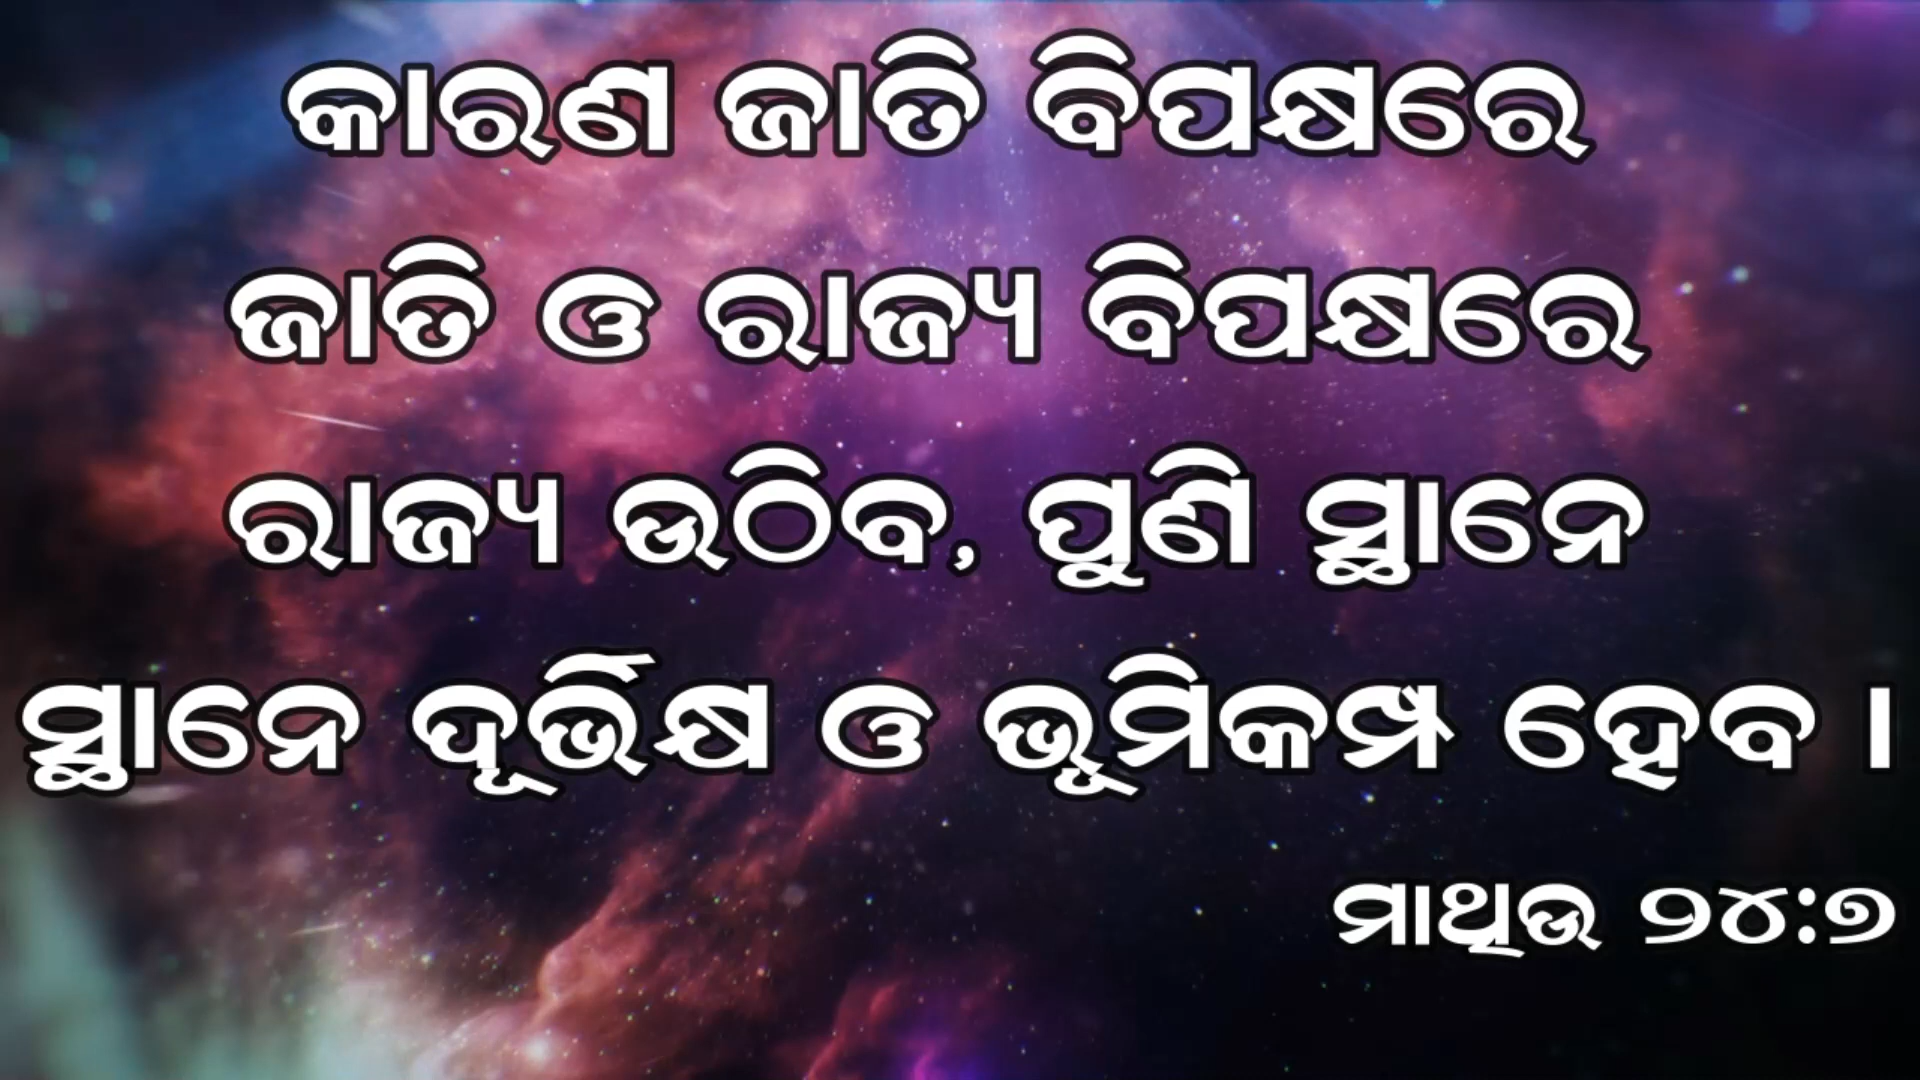 କାରଣ ଜାତି ବିପକ୍ଷରେ
ଜାତି ଓ ରାଜ୍ୟ ବିପକ୍ଷରେ
ରାଜ୍ୟ ଉଠିବ, ପୁଣି ସ୍ଥାନେ
ସ୍ଥାନେ ଦୂର୍ଭିକ୍ଷ ଓ ଭୂମିକମ୍ପ ହେବ ।
ମାଥିଉ ୨୪:୭